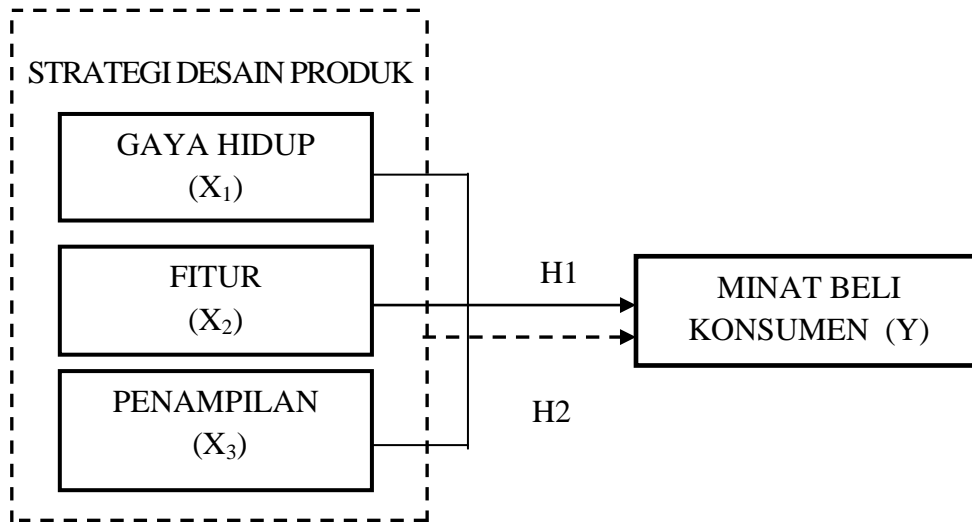 STRATEGI DESAIN PRODUK
GAYA HIDUP
(X₁)
FITUR
(X₂)
PENAMPILAN
(X₃)
H1
H2
MINAT BELI
KONSUMEN (Y)